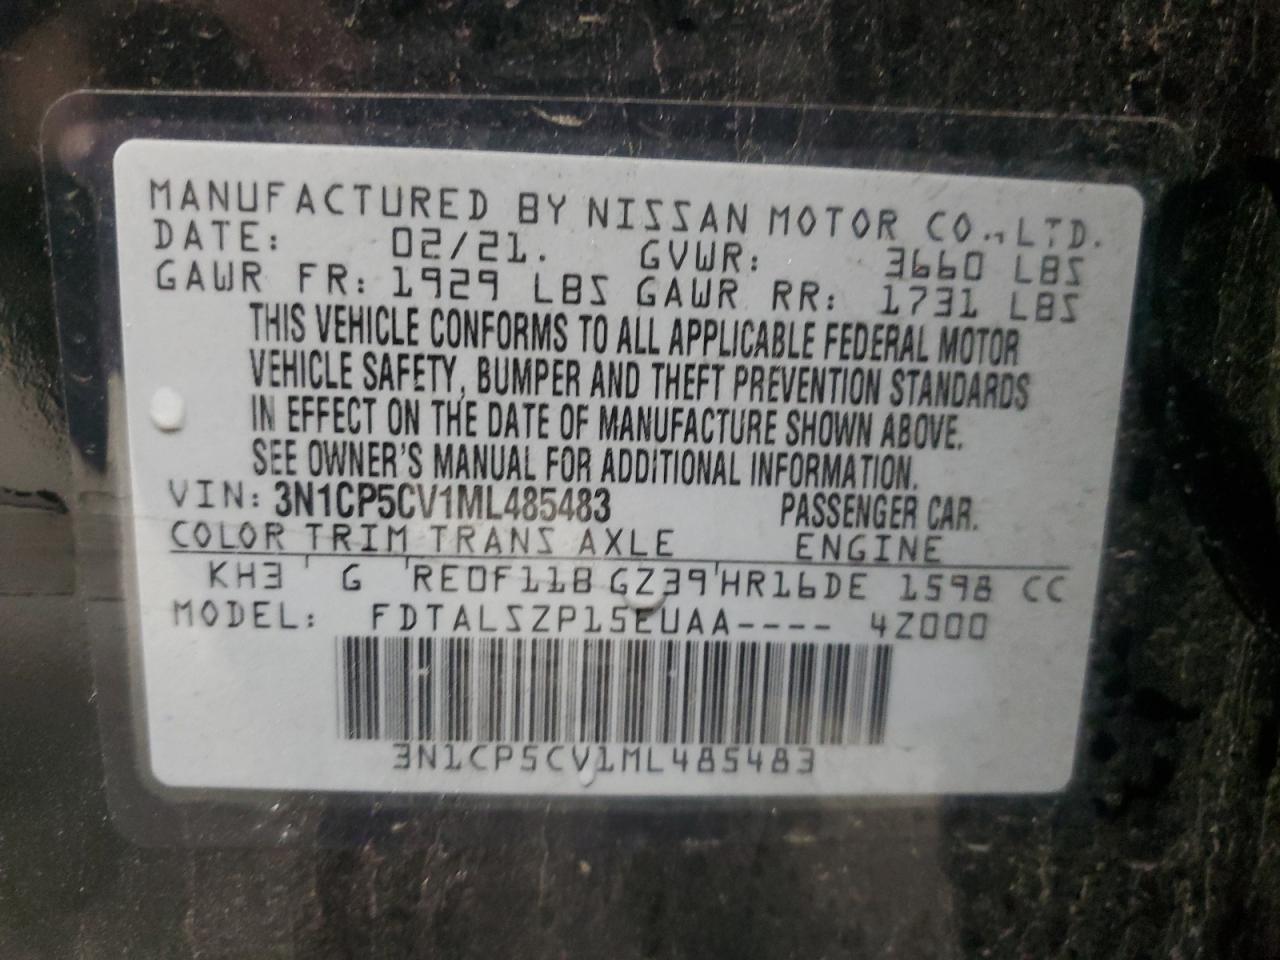 MANUFACTURED BY NISSAN MOTOR CO., LTD.
DATE: 02/21. GVWR: 3660 LBS
GAWR FR: 1929 LBS GAWR RR: 1731 LBS
THIS VEHICLE CONFORMS TO ALL APPLICABLE FEDERAL MOTOR
VEHICLE SAFETY, BUMPER AND THEFT PREVENTION STANDARDS
IN EFFECT ON THE DATE OF MANUFACTURE SHOWN ABOVE.
SEE OWNER'S MANUAL FOR ADDITIONAL INFORMATION.
VIN: 3N1CP5CV1ML485483 PASSENGER CAR.
COLOR TRIM TRANS AXLE ENGINE
KH3 G RE0F11B GZ39 HR16DE 1598 CC
MODEL: FDTALSZP15EUAA---- 4Z000
3N1CP5CV1ML485483